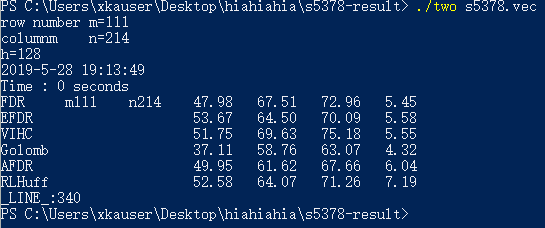 PS C:\Users\xkauser\Desktop\hiahiahia\s5378-result> ./two s5378.vec
row number m=111
columnm    n=214
h=128
2019-5-28 19:13:49
Time : 0 seconds
FDR     m111     n214     47.98    67.51    72.96    5.45
EFDR                      53.67    64.50    70.09    5.58
VIHC                      51.75    69.63    75.18    5.55
Golomb                    37.11    58.76    63.07    4.32
AFDR                      49.95    61.62    67.66    6.04
RLHuff                    52.58    64.07    71.26    7.19
_LINE_:340
PS C:\Users\xkauser\Desktop\hiahiahia\s5378-result>